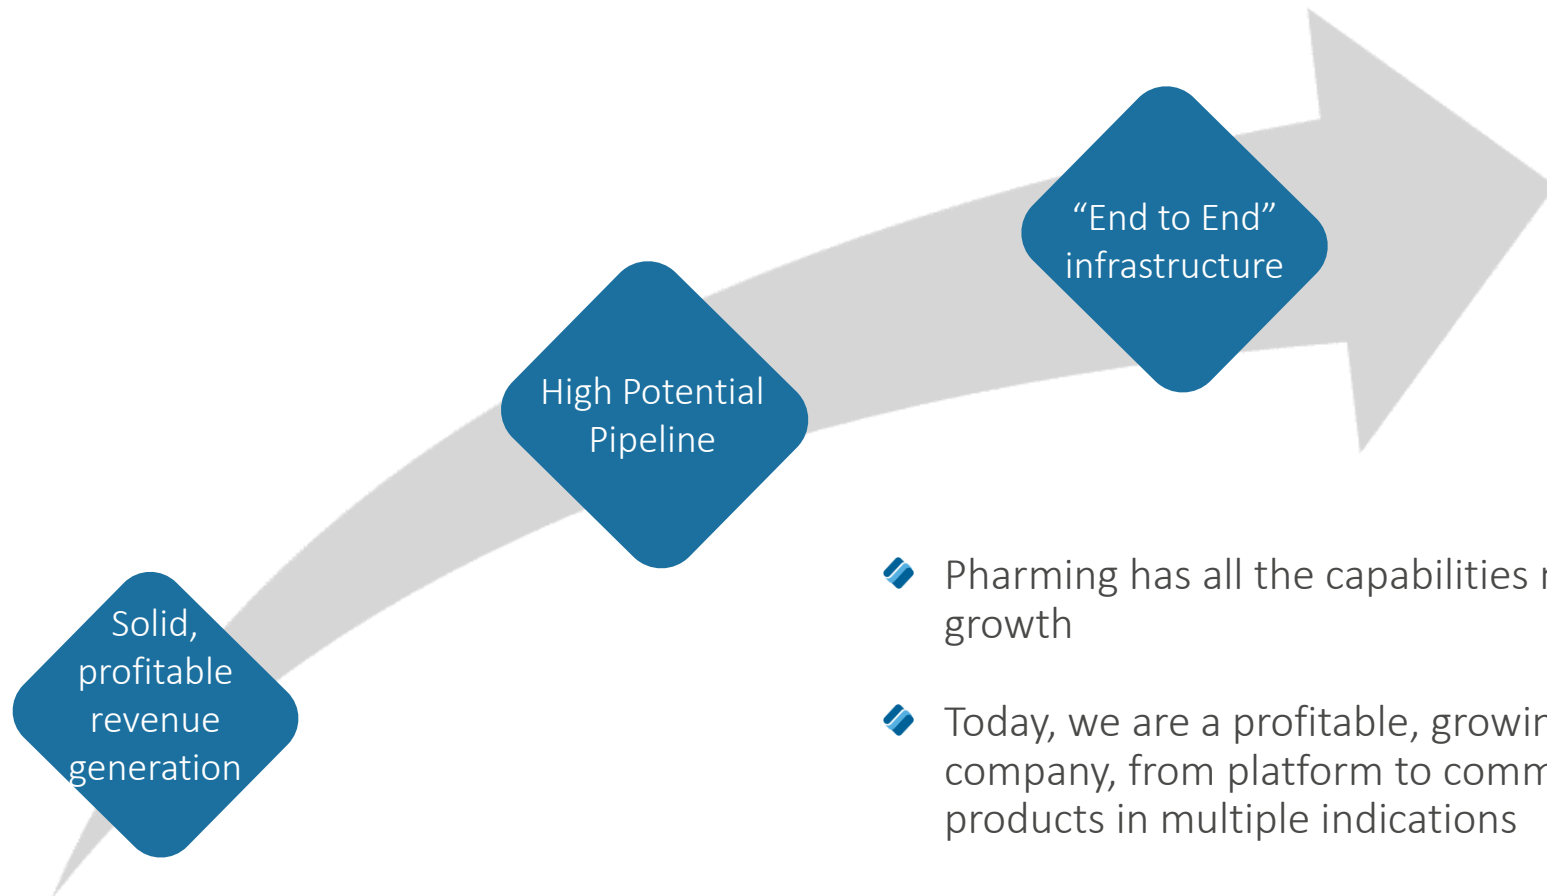 “End to End”
infrastructure
High Potential
Pipeline
Solid,
profitable
revenue
generation
Pharming has all the capabilities
growth
Today, we are a profitable,
company, from platform to
products in multiple indications